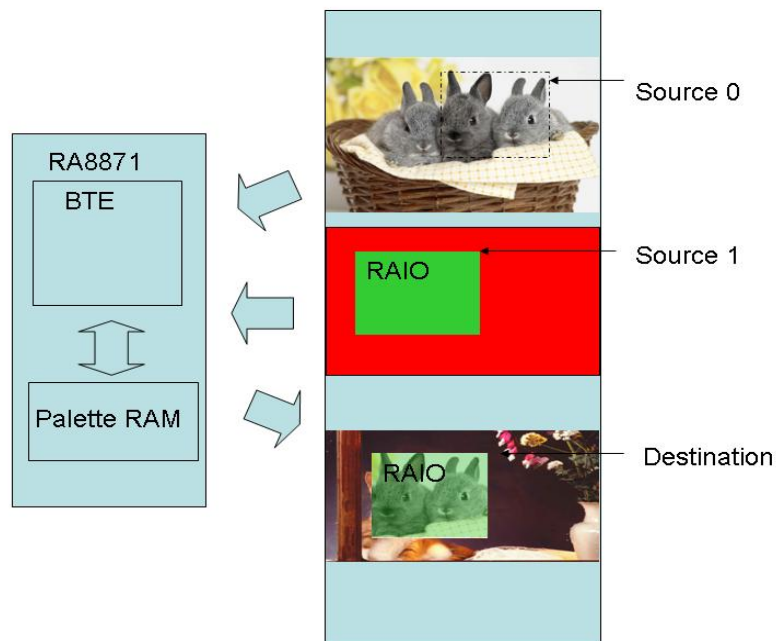 RA8871
BTE
Palette RAM
Source 0
RAIO
Source 1
RAIO
Destination